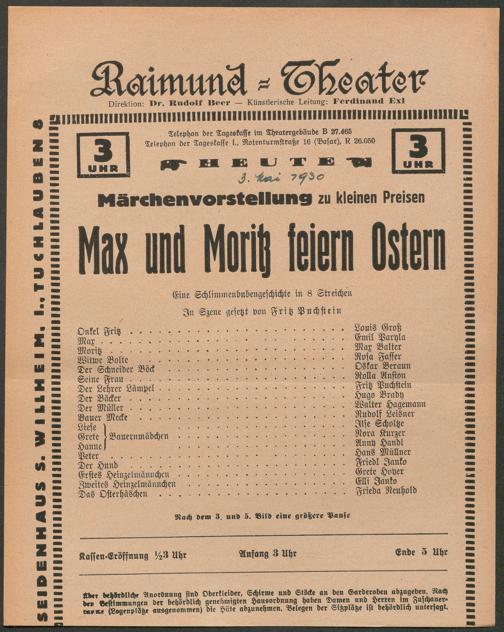 Raimund-Theater
Direktion: Dr. Rudolf Beer — Künstlerische Leitung: Ferdinand Exl
SEIDENHAUS S. WILLHEIM, I., TUCHLAUBEN 8
3 UHR
Telephon der Tageskasse im Theatergebäude B 27.465
Telephon der Tageskasse I., Rotenturmstraße 16 (Basar), R 26.050
3 UHR
HEUTE
3. Mai 1930
Märchenvorstellung zu kleinen Preisen
Max und Moritz feiern Ostern
Eine Schlimmenbubengeschichte in 8 Streichen
In Szene gesetzt von Fritz Puchstein
Onkel Fritz . . . Louis Groß
Max . . . Emil Parzla
Moritz . . . Max Balter
Witwe Bolte . . . Rosa Fasser
Der Schneider Böck . . . Oskar Beraun
Seine Frau . . . Rolla Anston
Der Lehrer Lämpel . . . Fritz Puchstein
Der Bäcker . . . Hugo Brady
Der Müller . . . Walter Hagemann
Bauer Mecke . . . Rudolf Leisner
Liese . . . Ilse Scholtze
Grete } Bauernmädchen . . . Nora Kurzer
Hanne . . . Anny Handl
Peter . . . Hans Müllner
Der Hund . . . Friedl Janko
Erstes Heinzelmännchen . . . Grete Hoyer
Zweites Heinzelmännchen . . . Elli Janko
Das Osterhäschen . . . Frieda Neuhold
Nach dem 3. und 5. Bild eine größere Pause
Kassen-Eröffnung ½3 Uhr Anfang 3 Uhr Ende 5 Uhr
Über behördliche Anordnung sind Oberkleider, Schirme und Stöcke an den Garderoben abzugeben. Nach
den Bestimmungen der behördlich genehmigten Hausordnung haben Damen und Herren im Zuschauer-
raume (Logenplätze ausgenommen) die Hüte abzunehmen. Belegen der Sitzplätze ist behördlich untersagt.